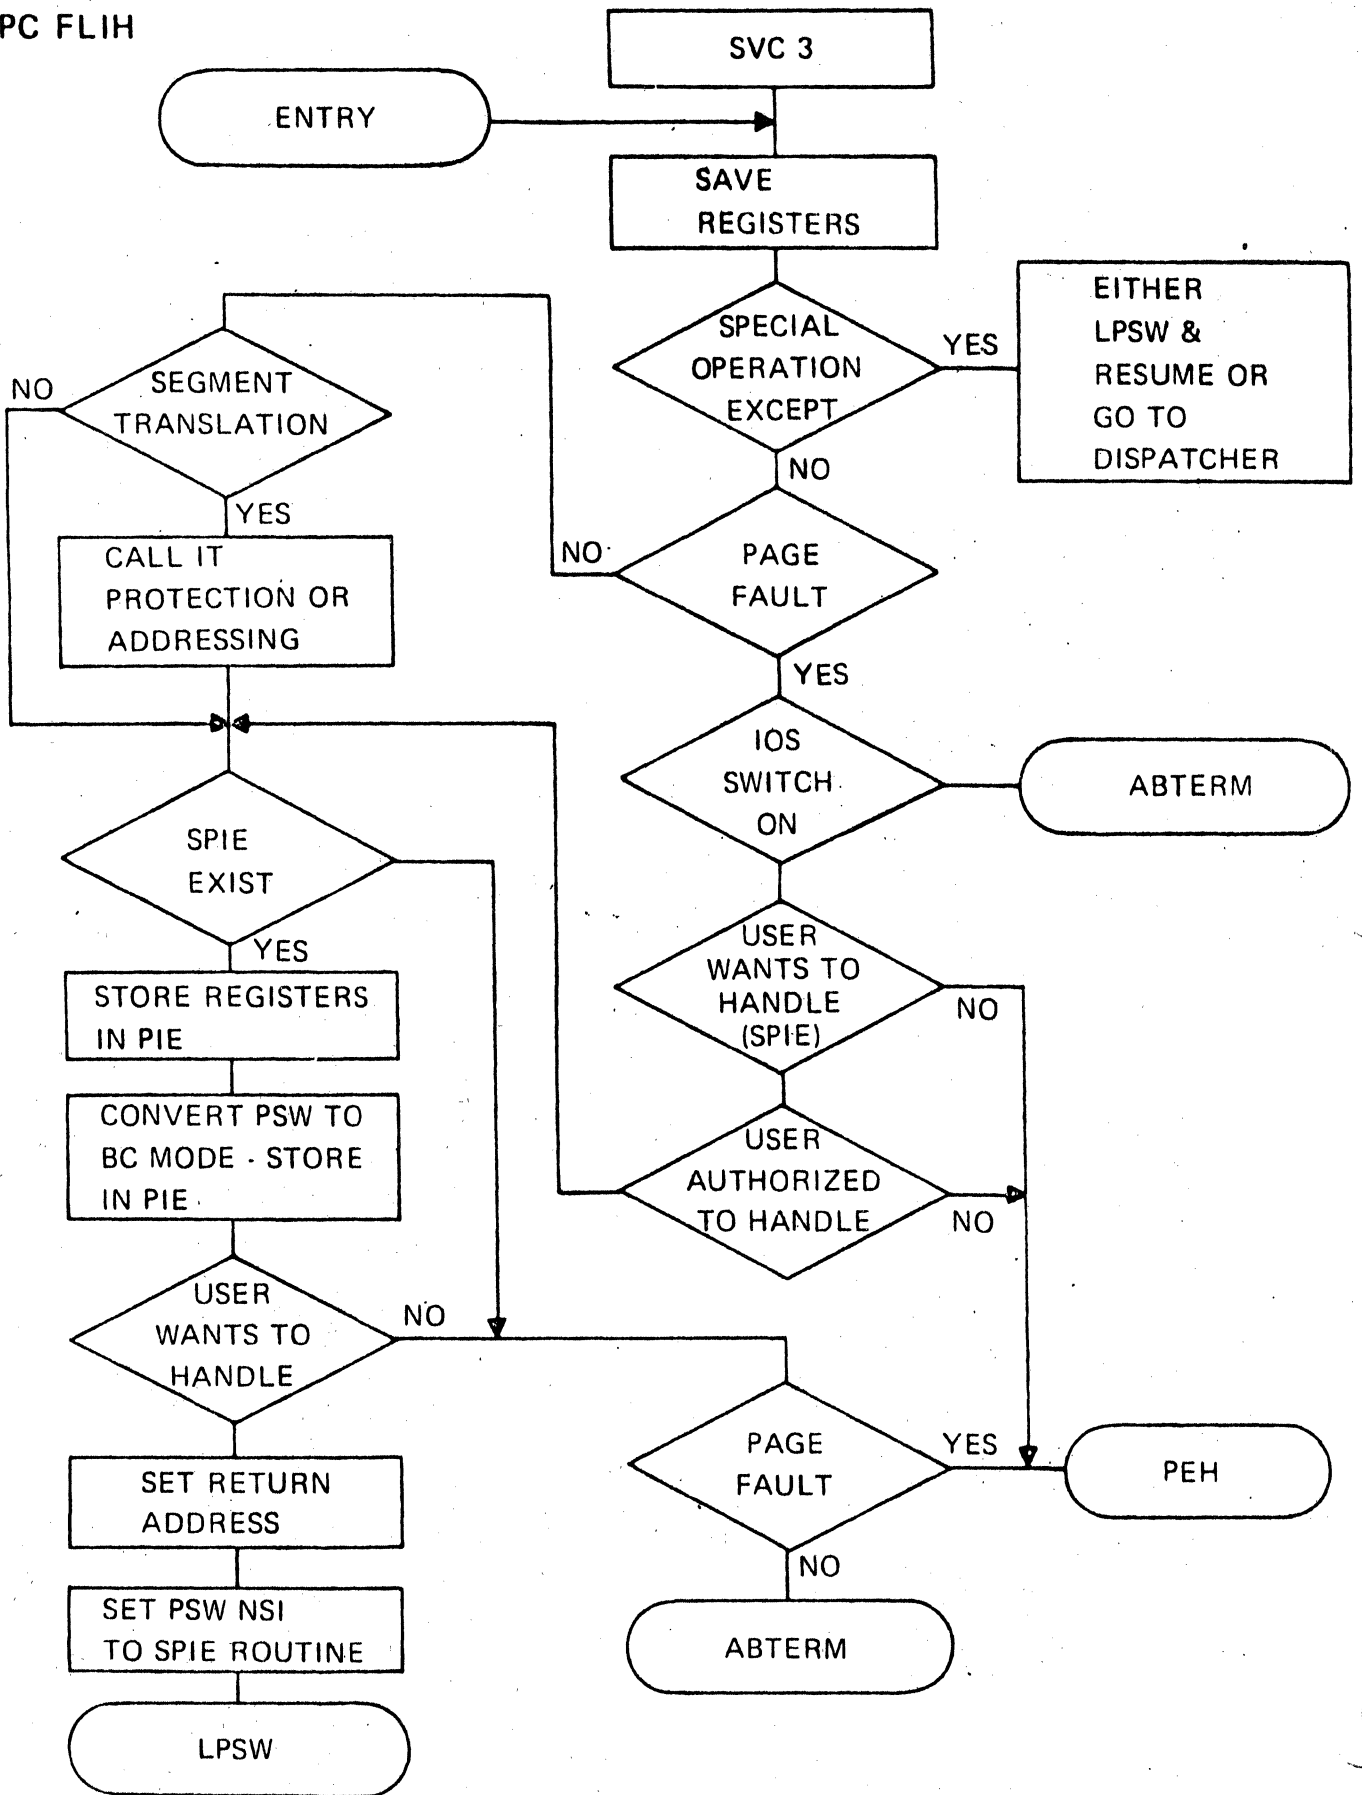 PC FLIH
SVC 3
ENTRY
SAVE
REGISTERS
SPECIAL
OPERATION
EXCEPT
YES
EITHER
LPSW &
RESUME OR
GO TO
DISPATCHER
NO
SEGMENT
TRANSLATION
NO
YES
CALL IT
PROTECTION OR
ADDRESSING
NO
PAGE
FAULT
YES
IOS
SWITCH
ON
ABTERM
SPIE
EXIST
YES
USER
WANTS TO
HANDLE
(SPIE)
NO
STORE REGISTERS
IN PIE
CONVERT PSW TO
BC MODE - STORE
IN PIE
USER
AUTHORIZED
TO HANDLE
NO
USER
WANTS TO
HANDLE
NO
PAGE
FAULT
YES
PEH
NO
ABTERM
SET RETURN
ADDRESS
SET PSW NSI
TO SPIE ROUTINE
LPSW